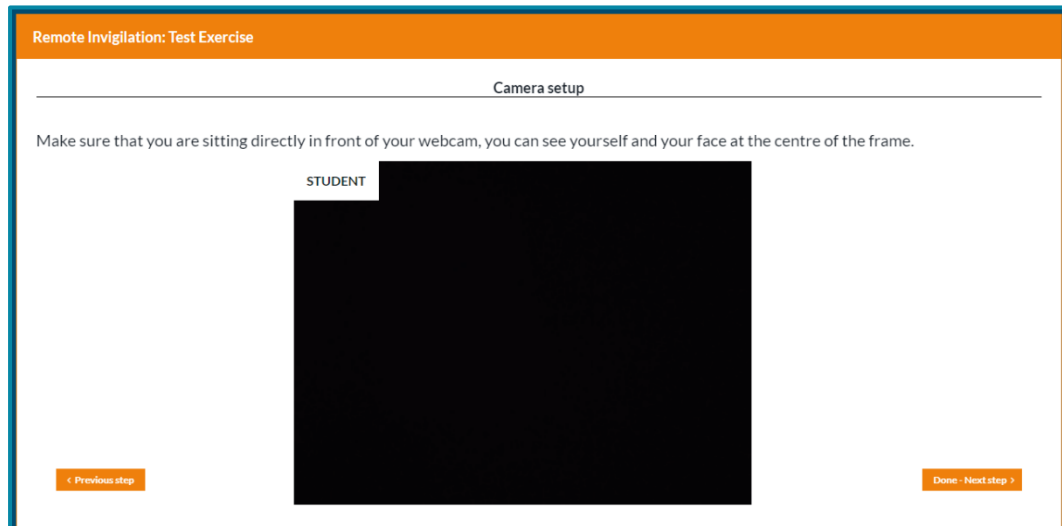 Remote Invigilation: Test Exercise
Camera setup
Make sure that you are sitting directly in front of your webcam, you can see yourself and your face at the centre of the frame.
STUDENT
< Previous step
Done - Next step >